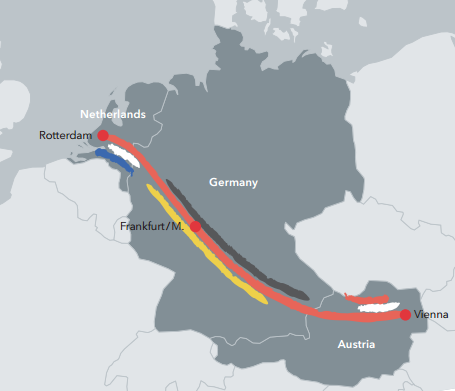 Netherlands
Rotterdam
Germany
Frankfurt/M.
Vienna
Austria